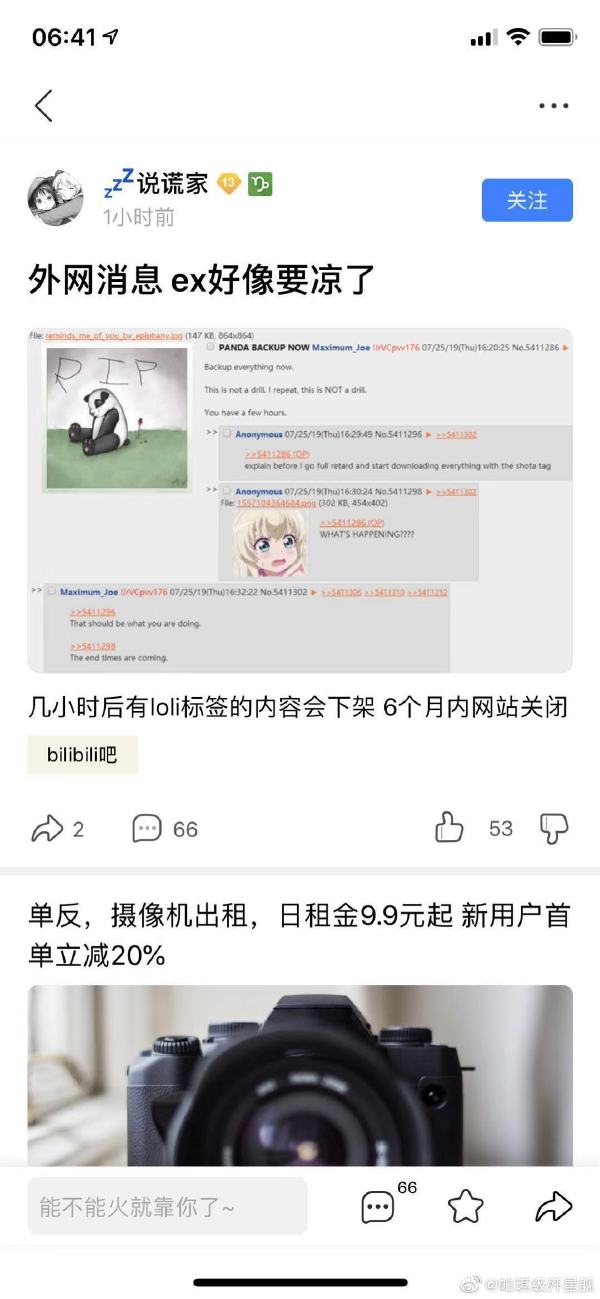 06:41
zzZ说谎家 13
1小时前
关注
外网消息 ex好像要凉了
File: reminds_me_of_you_by_epiphany.jpg (147 KB, 864x864)
RIP
PANDA BACKUP NOW Maximum_Joe !JrVCpvv176 07/25/19(Thu)16:20:25 No.5411286 ▶
Backup everything now.
This is not a drill. I repeat, this is NOT a drill.
You have a few hours.
>> Anonymous 07/25/19(Thu)16:29:49 No.5411296 ▶ >>5411302
>>5411286 (OP)
explain before I go full retard and start downloading everything with the shota tag
>> Anonymous 07/25/19(Thu)16:30:24 No.5411298 ▶ >>5411302
File: 1557104364684.png (302 KB, 454x402)
>>5411286 (OP)
WHAT'S HAPPENING????
>> Maximum_Joe !JrVCpvv176 07/25/19(Thu)16:32:22 No.5411302 ▶ >>5411306 >>5411310 >>5411352
>>5411296
That should be what you are doing.
>>5411298
The end times are coming.
几小时后有loli标签的内容会下架 6个月内网站关闭
bilibili吧
2 66 53
单反，摄像机出租，日租金9.9元起 新用户首
单立减20%
能不能火就靠你了~
66
@帕琪级歼星舰